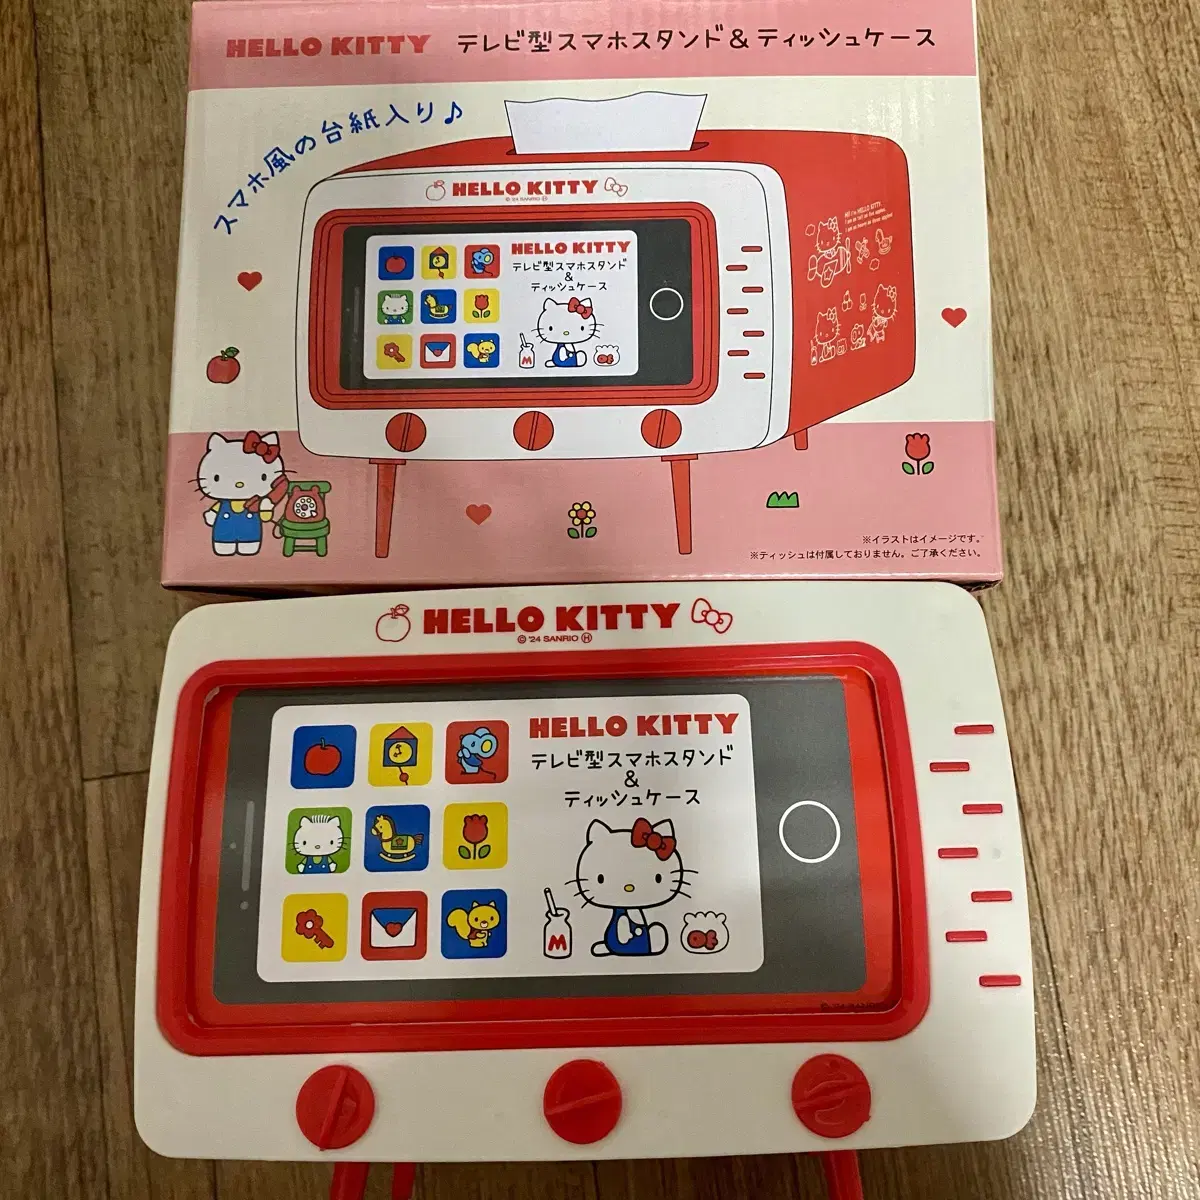 HELLO KITTY テレビ型スマホスタンド&ティッシュケース
スマホ風の台紙入り♪
HELLO KITTY
© '24 SANRIO Ⓗ
HELLO KITTY
テレビ型スマホスタンド
&
ティッシュケース
M
※イラストはイメージです。
※ティッシュは付属しておりません。ご了承ください。
HELLO KITTY
© '24 SANRIO Ⓗ
HELLO KITTY
テレビ型スマホスタンド
&
ティッシュケース
M